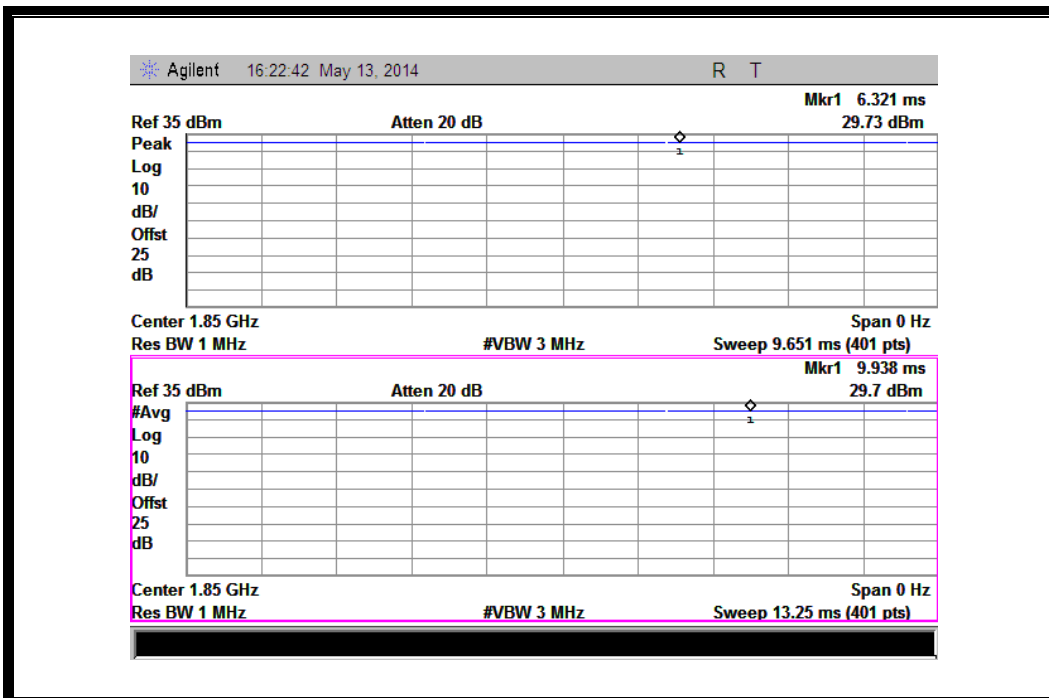 Agilent 16:22:42 May 13, 2014 R T
Mkr1 6.321 ms
Ref 35 dBm Atten 20 dB 29.73 dBm
Peak
Log
10
dB/
Offst
25
dB
1
Center 1.85 GHz Span 0 Hz
Res BW 1 MHz #VBW 3 MHz Sweep 9.651 ms (401 pts)
Mkr1 9.938 ms
Ref 35 dBm Atten 20 dB 29.7 dBm
#Avg
Log
10
dB/
Offst
25
dB
1
Center 1.85 GHz Span 0 Hz
Res BW 1 MHz #VBW 3 MHz Sweep 13.25 ms (401 pts)